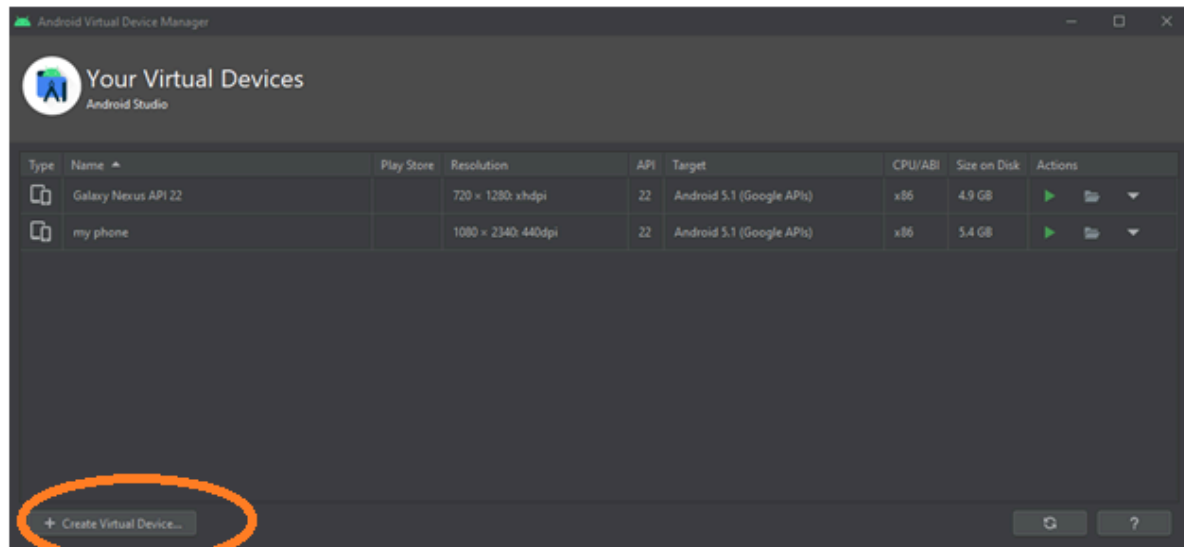 Android Virtual Device Manager
Your Virtual Devices
Android Studio
Type Name Play Store Resolution API Target CPU/ABI Size on Disk Actions
Galaxy Nexus API 22 720 × 1280: xhdpi 22 Android 5.1 (Google APIs) x86 4.9 GB
my phone 1080 × 2340: 440dpi 22 Android 5.1 (Google APIs) x86 5.4 GB
+ Create Virtual Device... ?